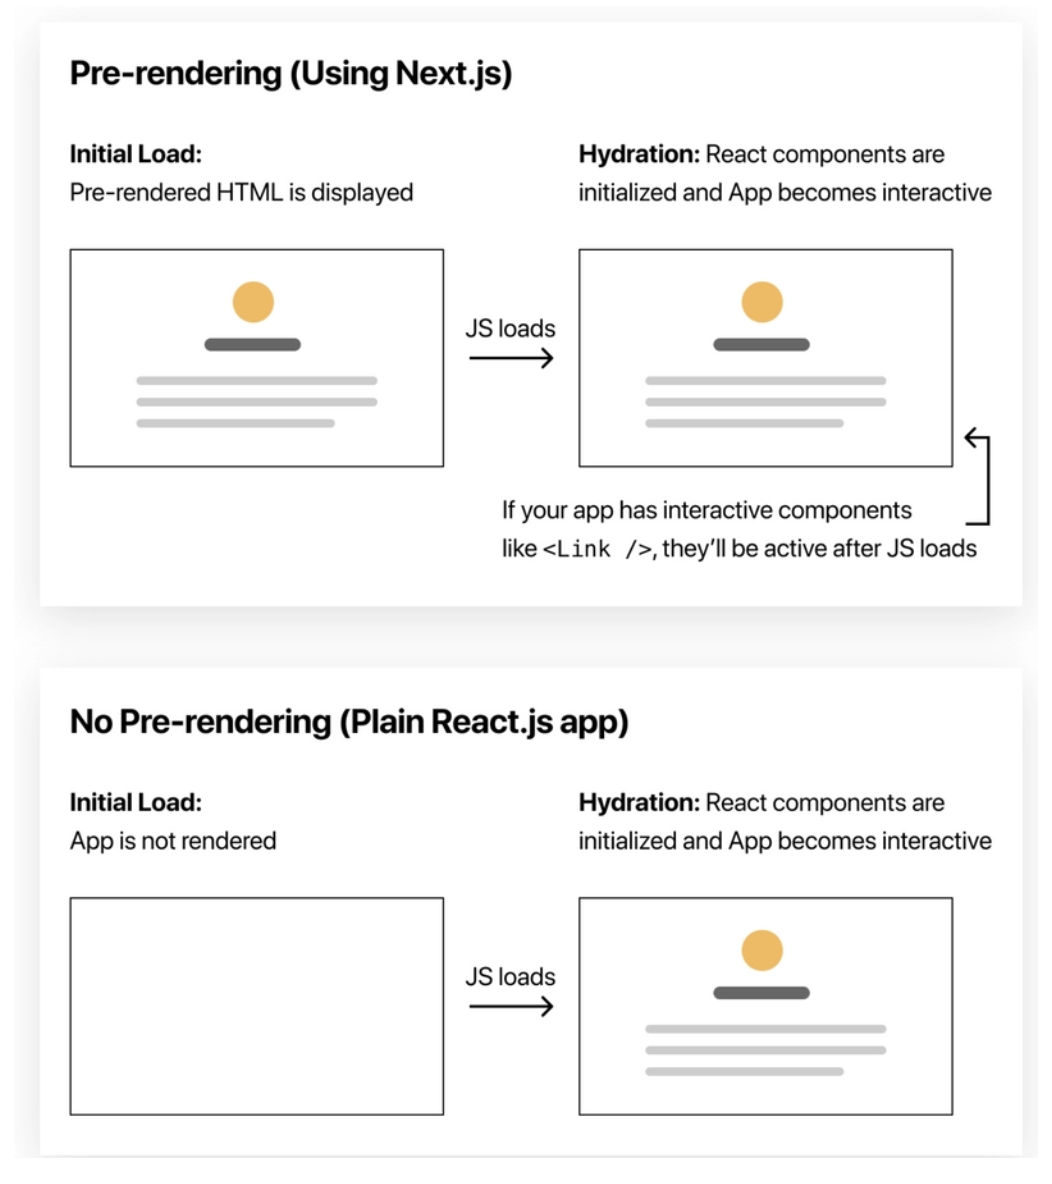 Pre-rendering (Using Next.js)
Initial Load:
Pre-rendered HTML is displayed
Hydration: React components are
initialized and App becomes interactive
JS loads
If your app has interactive components
like <Link />, they’ll be active after JS loads
No Pre-rendering (Plain React.js app)
Initial Load:
App is not rendered
Hydration: React components are
initialized and App becomes interactive
JS loads